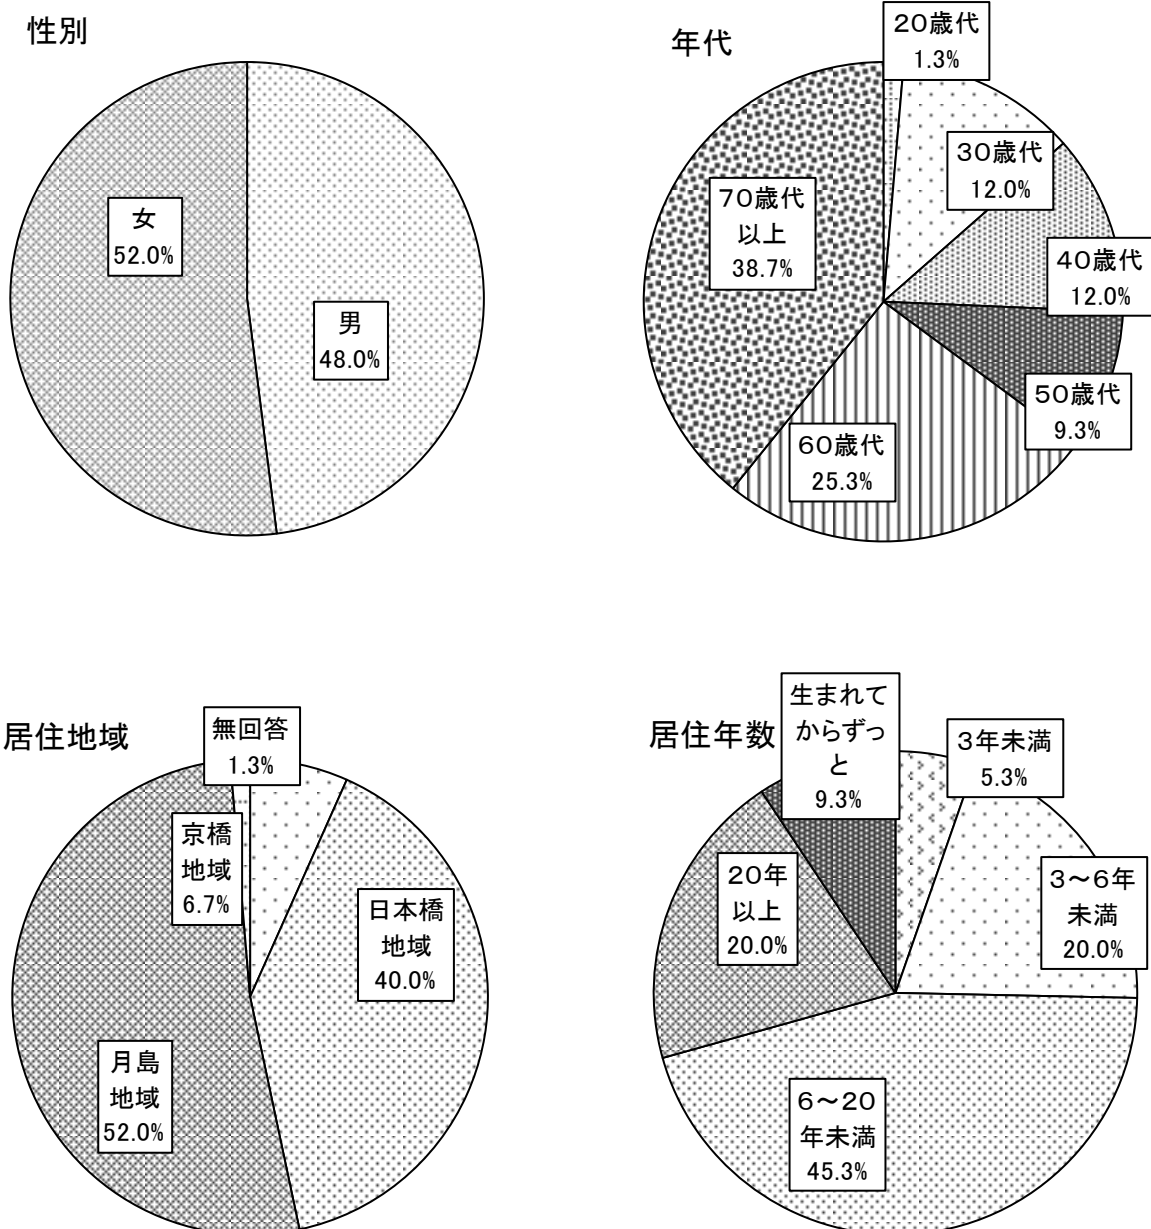 性別
女
52.0%
男
48.0%
年代
20歳代
1.3%
30歳代
12.0%
40歳代
12.0%
50歳代
9.3%
60歳代
25.3%
70歳代
以上
38.7%
居住地域
無回答
1.3%
京橋
地域
6.7%
日本橋
地域
40.0%
月島
地域
52.0%
居住年数
生まれて
からずっ
と
9.3%
3年未満
5.3%
3～6年
未満
20.0%
20年
以上
20.0%
6～20
年未満
45.3%